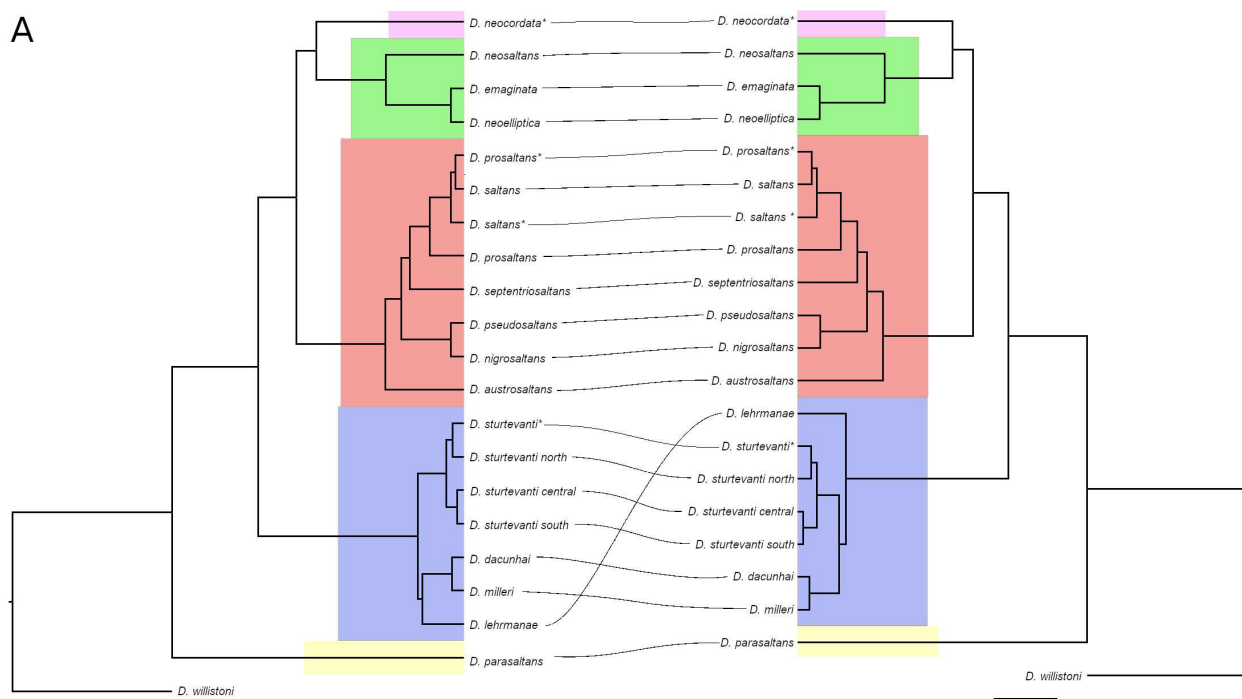 A
D. neocordata* D. neocordata*
D. neosaltans D. neosaltans
D. emaginata D. emaginata
D. neoelliptica D. neoelliptica
D. prosaltans* D. prosaltans*
D. saltans D. saltans
D. saltans* D. saltans *
D. prosaltans D. prosaltans
D. septentriosaltans D. septentriosaltans
D. pseudosaltans D. pseudosaltans
D. nigrosaltans D. nigrosaltans
D. austrosaltans D. austrosaltans
D. sturtevanti* D. lehrmanae
D. sturtevanti north D. sturtevanti*
D. sturtevanti central D. sturtevanti north
D. sturtevanti south D. sturtevanti central
D. dacunhai D. sturtevanti south
D. milleri D. dacunhai
D. lehrmanae D. milleri
D. parasaltans D. parasaltans
D. willistoni D. willistoni